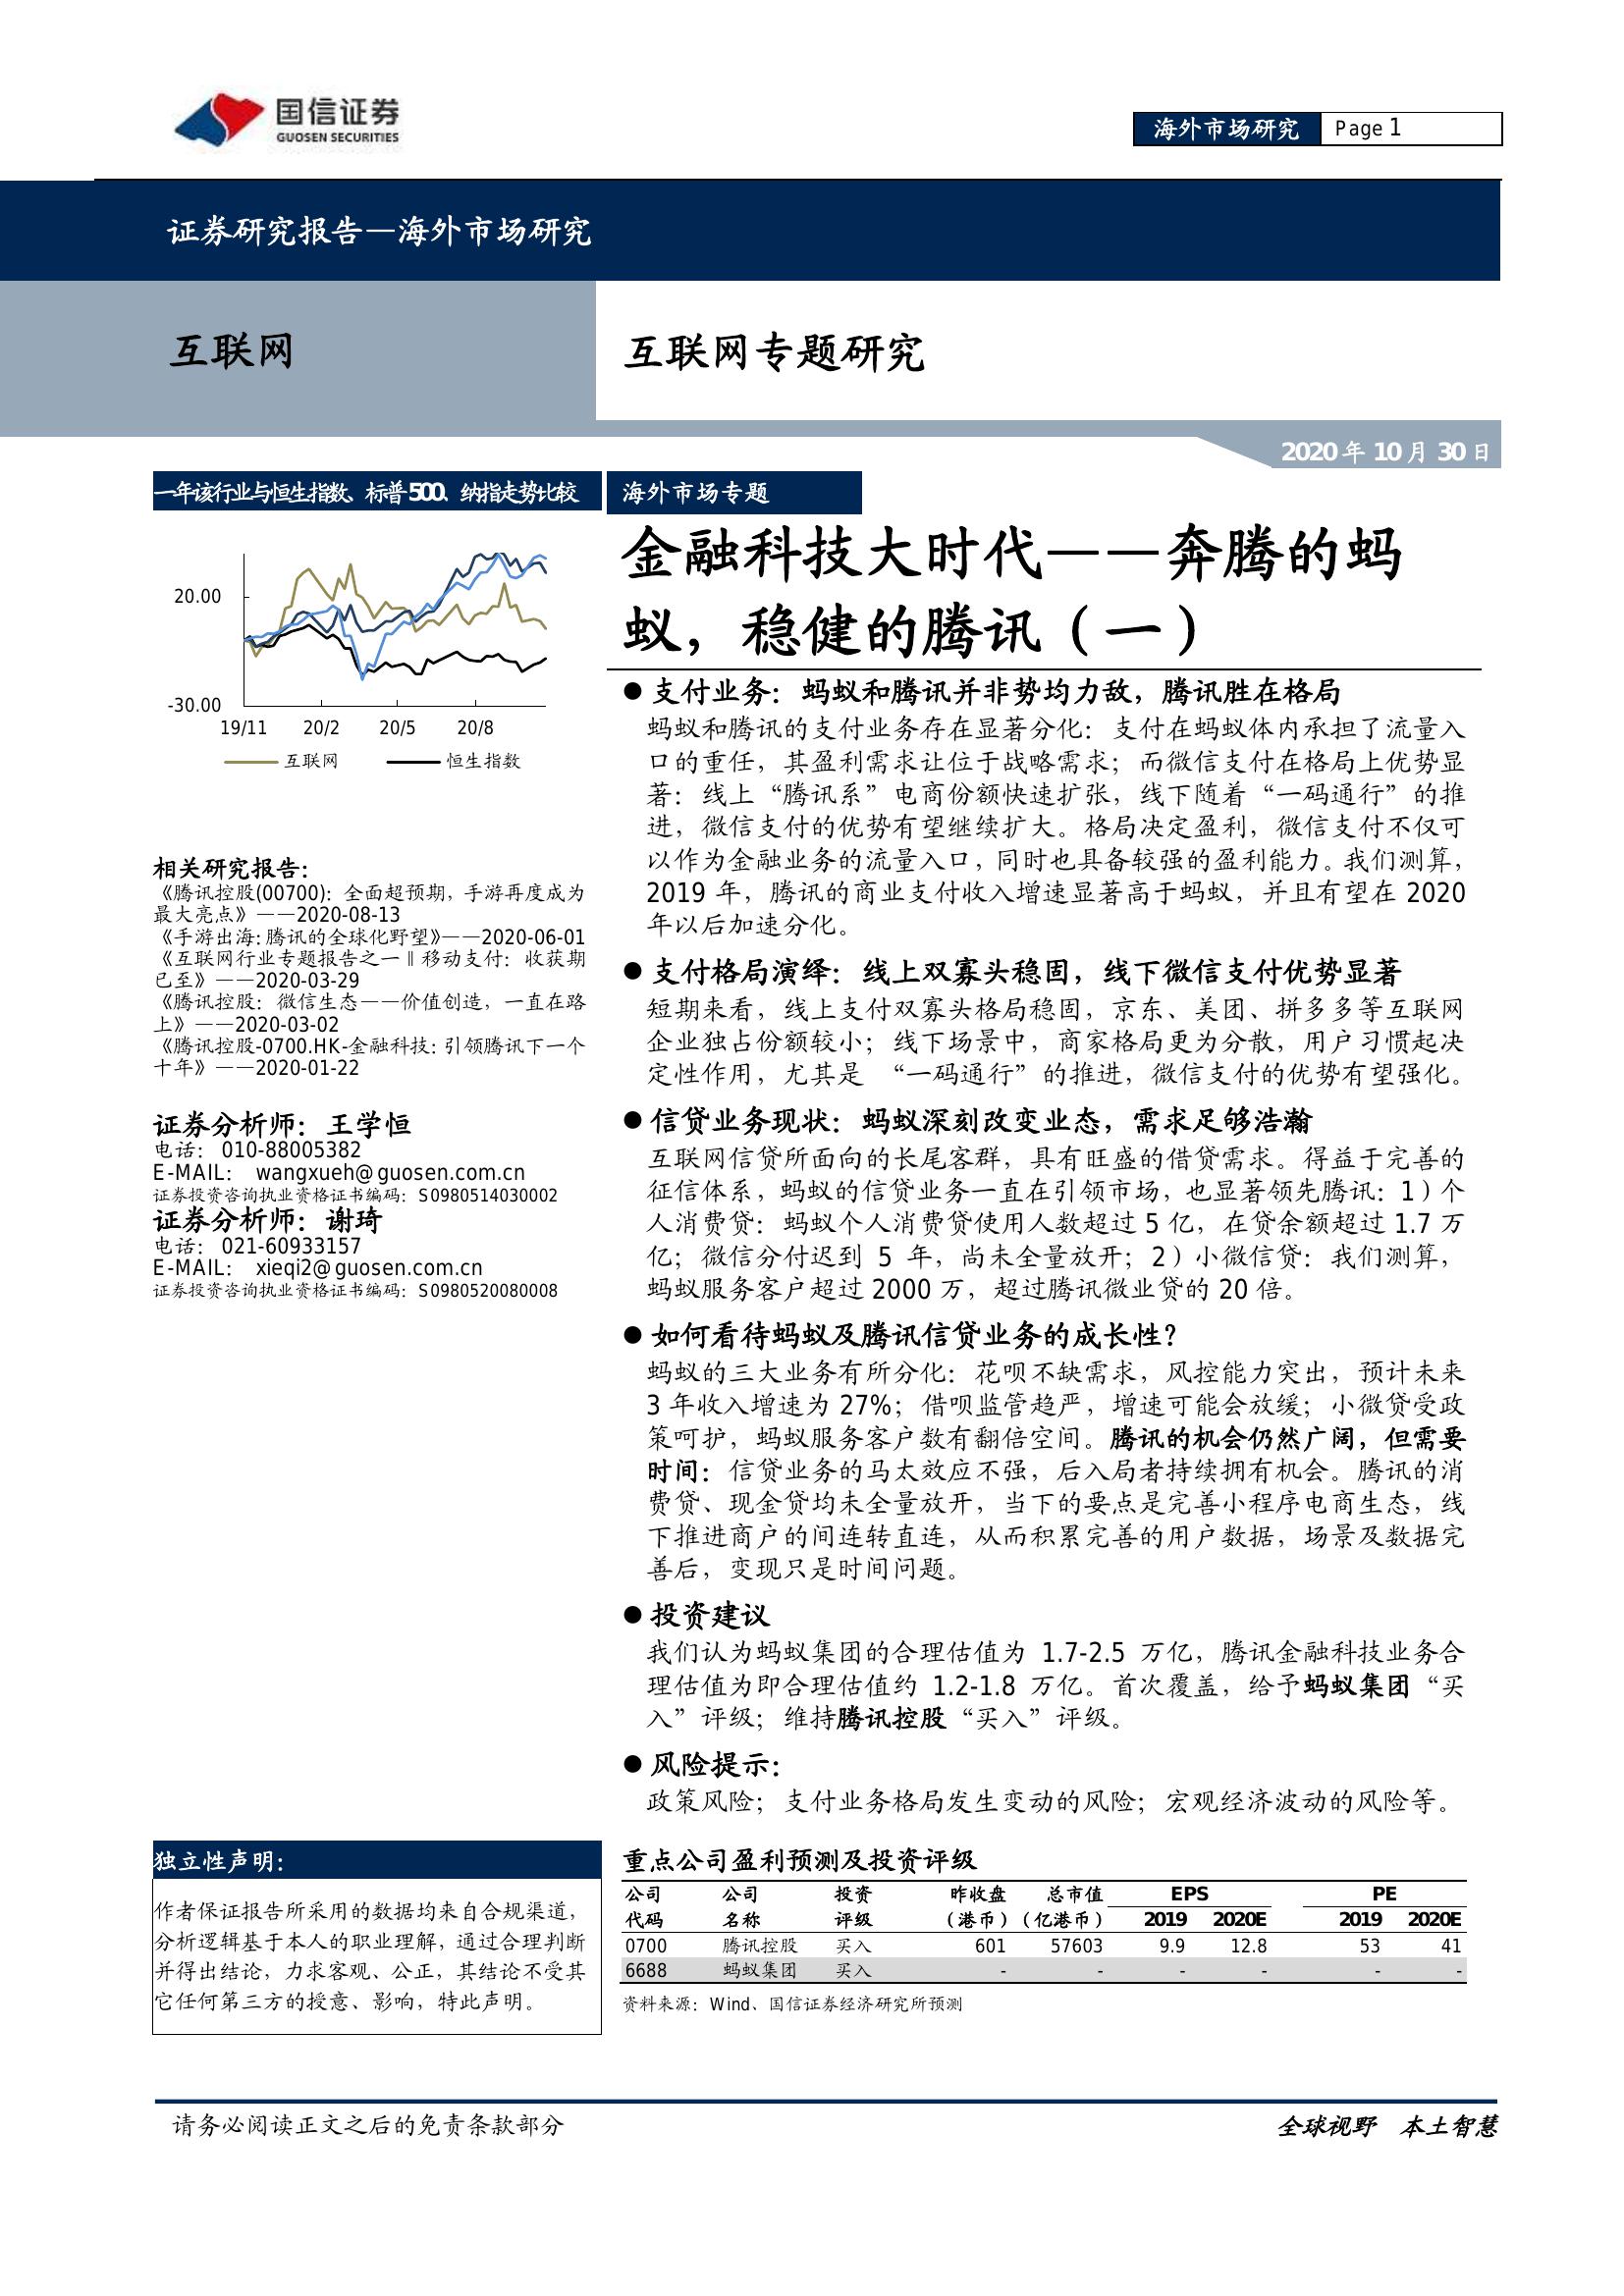 国信证券
GUOSEN SECURITIES
海外市场研究 Page 1
证券研究报告—海外市场研究
互联网
互联网专题研究
2020 年 10 月 30 日
一年该行业与恒生指数、标普 500、纳指走势比较
20.00
-30.00
19/11 20/2 20/5 20/8
互联网 恒生指数
相关研究报告：
《腾讯控股(00700)：全面超预期，手游再度成为
最大亮点》——2020-08-13
《手游出海：腾讯的全球化野望》——2020-06-01
《互联网行业专题报告之一‖移动支付：收获期
已至》——2020-03-29
《腾讯控股：微信生态——价值创造，一直在路
上》——2020-03-02
《腾讯控股-0700.HK-金融科技：引领腾讯下一个
十年》——2020-01-22
证券分析师：王学恒
电话： 010-88005382
E-MAIL： wangxueh@guosen.com.cn
证券投资咨询执业资格证书编码：S0980514030002
证券分析师：谢琦
电话： 021-60933157
E-MAIL： xieqi2@guosen.com.cn
证券投资咨询执业资格证书编码：S0980520080008
独立性声明：
作者保证报告所采用的数据均来自合规渠道，
分析逻辑基于本人的职业理解，通过合理判断
并得出结论，力求客观、公正，其结论不受其
它任何第三方的授意、影响，特此声明。
海外市场专题
金融科技大时代——奔腾的蚂
蚁，稳健的腾讯（一）
● 支付业务：蚂蚁和腾讯并非势均力敌，腾讯胜在格局
蚂蚁和腾讯的支付业务存在显著分化：支付在蚂蚁体内承担了流量入
口的重任，其盈利需求让位于战略需求；而微信支付在格局上优势显
著：线上“腾讯系”电商份额快速扩张，线下随着“一码通行”的推
进，微信支付的优势有望继续扩大。格局决定盈利，微信支付不仅可
以作为金融业务的流量入口，同时也具备较强的盈利能力。我们测算，
2019 年，腾讯的商业支付收入增速显著高于蚂蚁，并且有望在 2020
年以后加速分化。
● 支付格局演绎：线上双寡头稳固，线下微信支付优势显著
短期来看，线上支付双寡头格局稳固，京东、美团、拼多多等互联网
企业独占份额较小；线下场景中，商家格局更为分散，用户习惯起决
定性作用，尤其是 “一码通行”的推进，微信支付的优势有望强化。
● 信贷业务现状：蚂蚁深刻改变业态，需求足够浩瀚
互联网信贷所面向的长尾客群，具有旺盛的借贷需求。得益于完善的
征信体系，蚂蚁的信贷业务一直在引领市场，也显著领先腾讯：1）个
人消费贷：蚂蚁个人消费贷使用人数超过 5 亿，在贷余额超过 1.7 万
亿；微信分付迟到 5 年，尚未全量放开；2）小微信贷：我们测算，
蚂蚁服务客户超过 2000 万，超过腾讯微业贷的 20 倍。
● 如何看待蚂蚁及腾讯信贷业务的成长性？
蚂蚁的三大业务有所分化：花呗不缺需求，风控能力突出，预计未来
3 年收入增速为 27%；借呗监管趋严，增速可能会放缓；小微贷受政
策呵护，蚂蚁服务客户数有翻倍空间。腾讯的机会仍然广阔，但需要
时间：信贷业务的马太效应不强，后入局者持续拥有机会。腾讯的消
费贷、现金贷均未全量放开，当下的要点是完善小程序电商生态，线
下推进商户的间连转直连，从而积累完善的用户数据，场景及数据完
善后，变现只是时间问题。
● 投资建议
我们认为蚂蚁集团的合理估值为 1.7-2.5 万亿，腾讯金融科技业务合
理估值为即合理估值约 1.2-1.8 万亿。首次覆盖，给予蚂蚁集团“买
入”评级；维持腾讯控股“买入”评级。
● 风险提示：
政策风险；支付业务格局发生变动的风险；宏观经济波动的风险等。
重点公司盈利预测及投资评级
公司 公司 投资 昨收盘 总市值 EPS PE
代码 名称 评级 （港币） （亿港币） 2019 2020E 2019 2020E
0700 腾讯控股 买入 601 57603 9.9 12.8 53 41
6688 蚂蚁集团 买入 - - - - - -
资料来源：Wind、国信证券经济研究所预测
请务必阅读正文之后的免责条款部分 全球视野 本土智慧